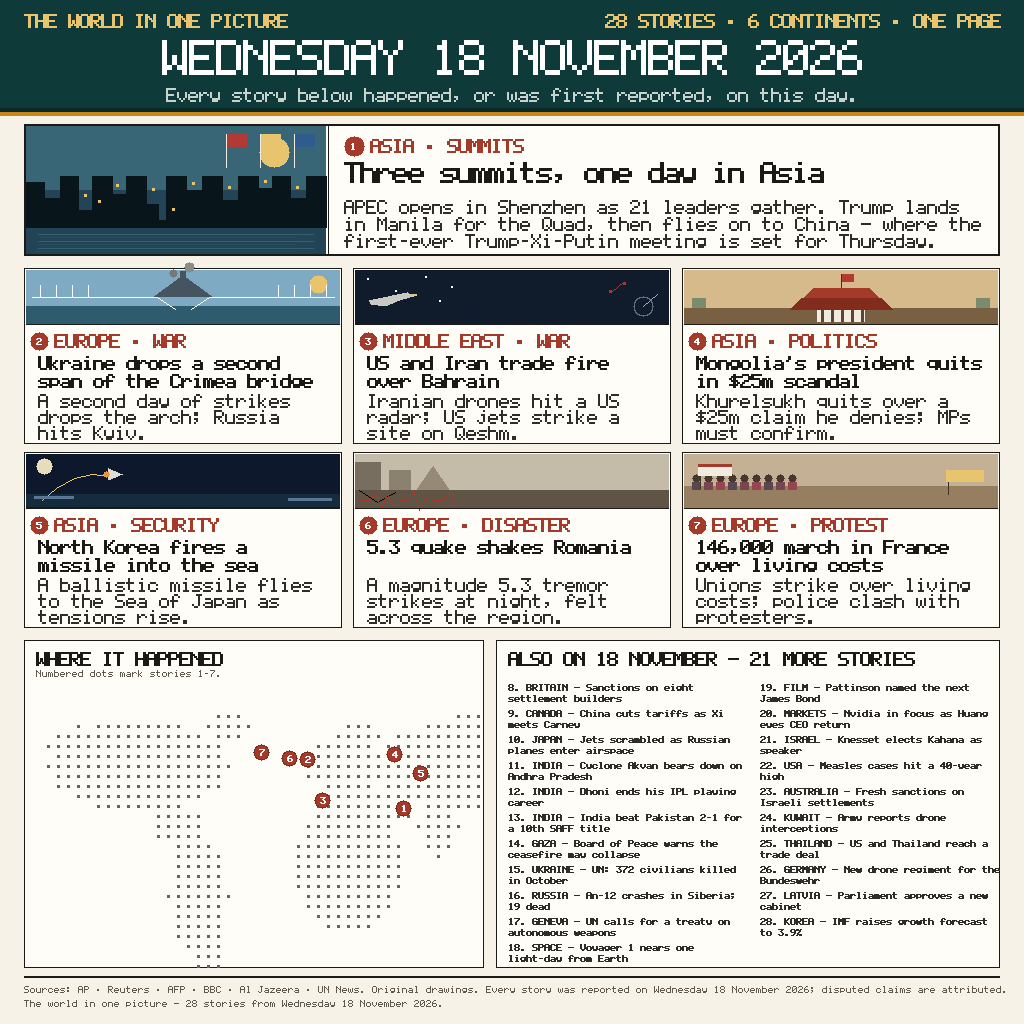 THE WORLD IN ONE PICTURE
28 STORIES · 6 CONTINENTS · ONE PAGE
WEDNESDAY 18 NOVEMBER 2026
Every story below happened, or was first reported, on this day.
1 ASIA · SUMMITS
Three summits, one day in Asia
APEC opens in Shenzhen as 21 leaders gather. Trump lands
in Manila for the Quad, then flies on to China — where the
first-ever Trump-Xi-Putin meeting is set for Thursday.
2 EUROPE · WAR
Ukraine drops a second
span of the Crimea bridge
A second day of strikes
drops the arch; Russia
hits Kyiv.
3 MIDDLE EAST · WAR
US and Iran trade fire
over Bahrain
Iranian drones hit a US
radar; US jets strike a
site on Qeshm.
4 ASIA · POLITICS
Mongolia's president quits
in $25m scandal
Khurelsukh quits over a
$25m claim he denies; MPs
must confirm.
5 ASIA · SECURITY
North Korea fires a
missile into the sea
A ballistic missile flies
to the Sea of Japan as
tensions rise.
6 EUROPE · DISASTER
5.3 quake shakes Romania
A magnitude 5.3 tremor
strikes at night, felt
across the region.
7 EUROPE · PROTEST
146,000 march in France
over living costs
Unions strike over living
costs; police clash with
protesters.
WHERE IT HAPPENED
Numbered dots mark stories 1-7.
7
6
2
4
5
3
1
ALSO ON 18 NOVEMBER — 21 MORE STORIES
8. BRITAIN — Sanctions on eight
settlement builders
9. CANADA — China cuts tariffs as Xi
meets Carney
10. JAPAN — Jets scrambled as Russian
planes enter airspace
11. INDIA — Cyclone Akvan bears down on
Andhra Pradesh
12. INDIA — Dhoni ends his IPL playing
career
13. INDIA — India beat Pakistan 2-1 for
a 10th SAFF title
14. GAZA — Board of Peace warns the
ceasefire may collapse
15. UKRAINE — UN: 372 civilians killed
in October
16. RUSSIA — An-12 crashes in Siberia;
19 dead
17. GENEVA — UN calls for a treaty on
autonomous weapons
18. SPACE — Voyager 1 nears one
light-day from Earth
19. FILM — Pattinson named the next
James Bond
20. MARKETS — Nvidia in focus as Huang
eyes CEO return
21. ISRAEL — Knesset elects Kahana as
speaker
22. USA — Measles cases hit a 40-year
high
23. AUSTRALIA — Fresh sanctions on
Israeli settlements
24. KUWAIT — Army reports drone
interceptions
25. THAILAND — US and Thailand reach a
trade deal
26. GERMANY — New drone regiment for the
Bundeswehr
27. LATVIA — Parliament approves a new
cabinet
28. KOREA — IMF raises growth forecast
to 3.9%
Sources: AP · Reuters · AFP · BBC · Al Jazeera · UN News. Original drawings. Every story was reported on Wednesday 18 November 2026; disputed claims are attributed.
The world in one picture — 28 stories from Wednesday 18 November 2026.